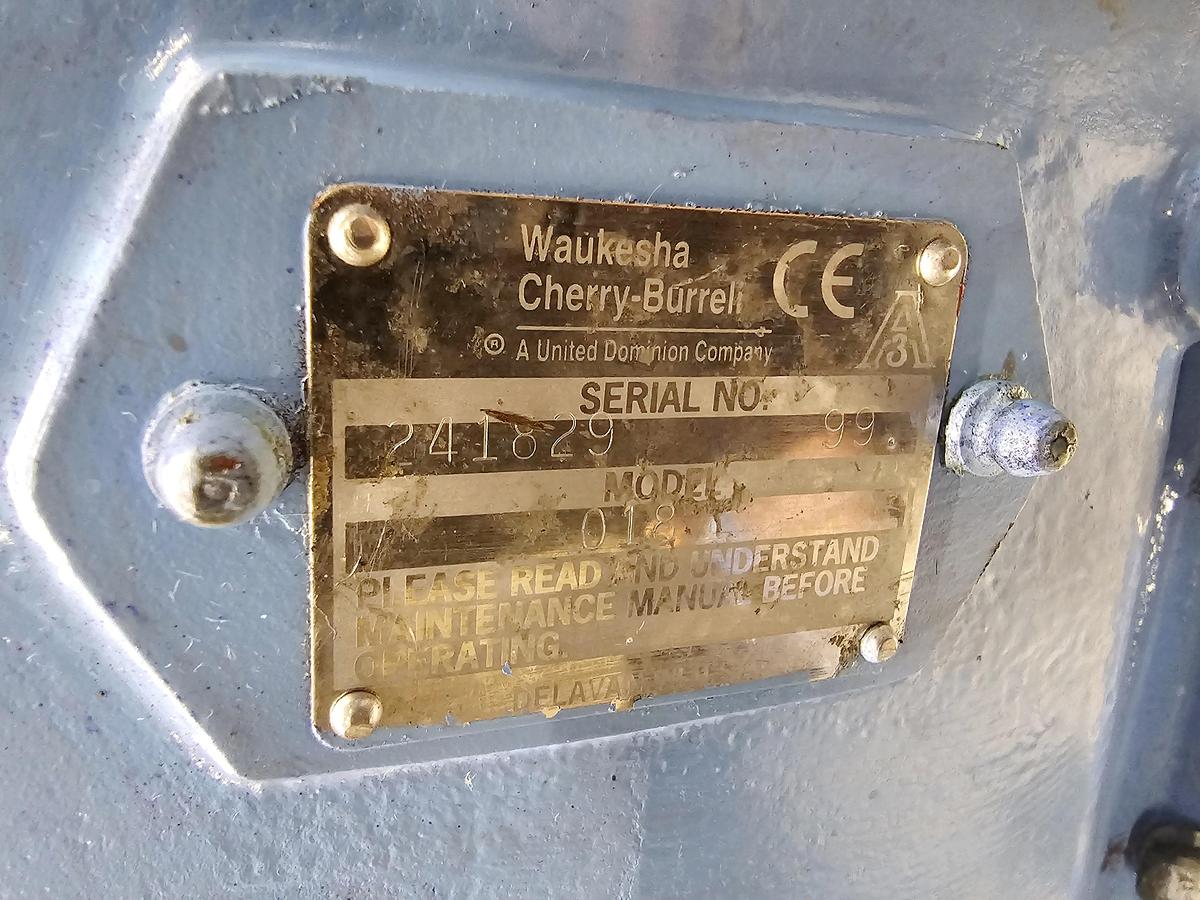 Waukesha
Cherry-Burrell
CE
A
3
® A United Dominion Company
SERIAL NO.
241829 99
MODEL
018
PLEASE READ AND UNDERSTAND
MAINTENANCE MANUAL BEFORE
OPERATING.